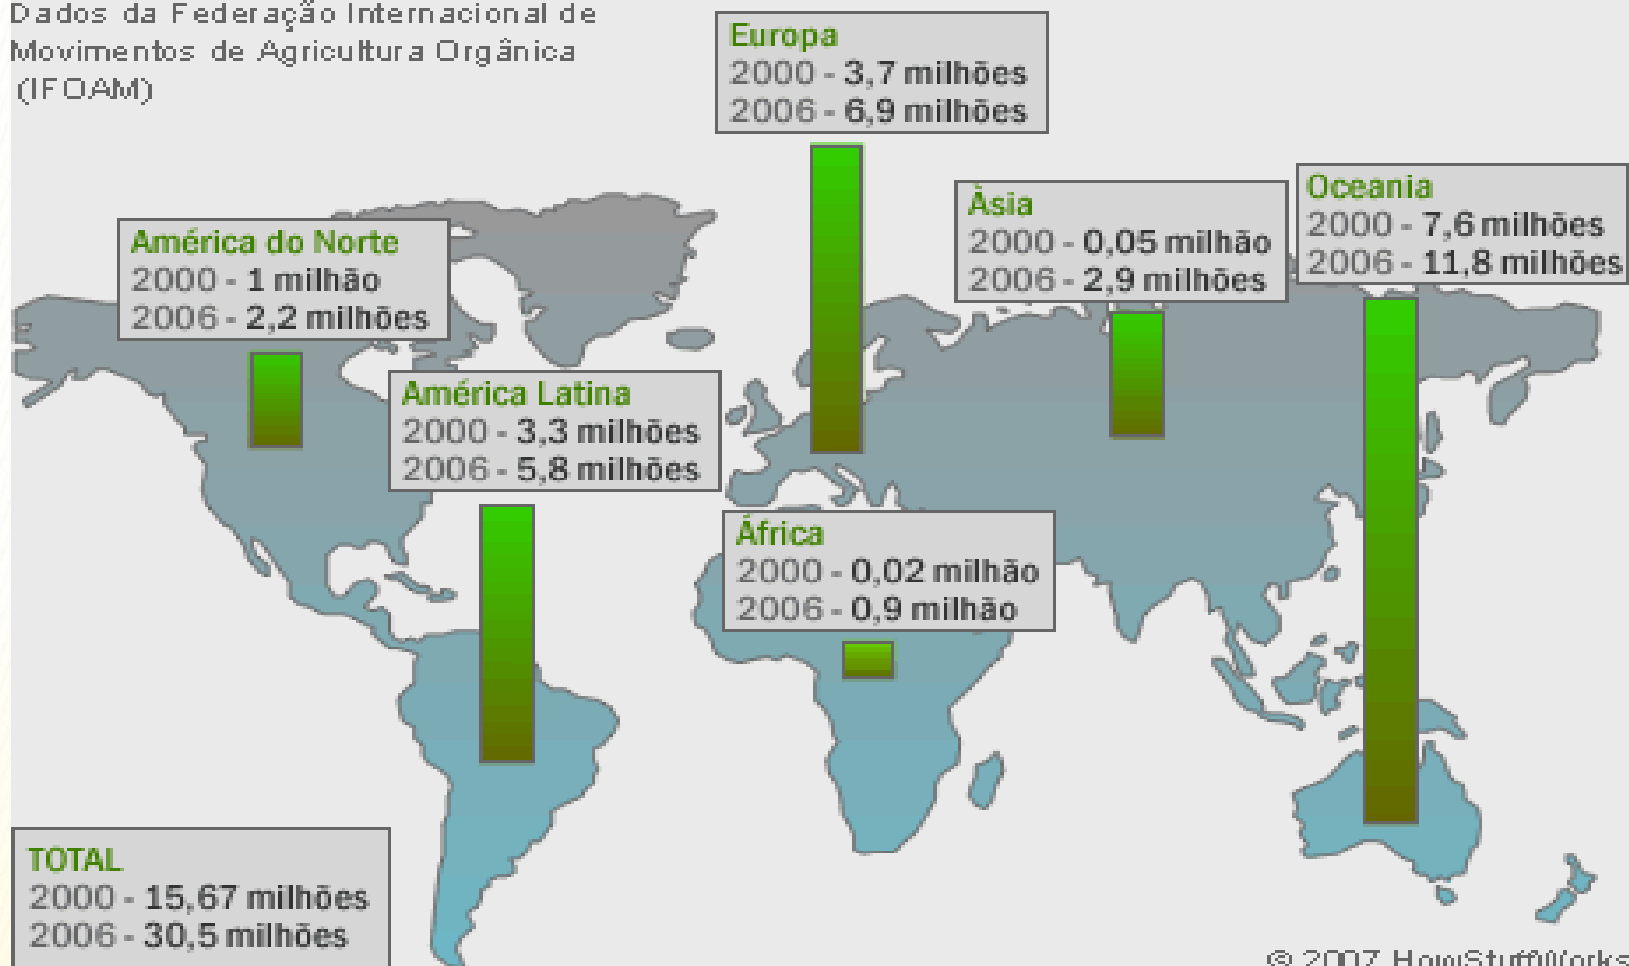 Dados da Federação Internacional de
Movimentos de Agricultura Orgânica
(IFOAM)
Europa
2000 - 3,7 milhões
2006 - 6,9 milhões
Àsia
2000 - 0,05 milhão
2006 - 2,9 milhões
Oceania
2000 - 7,6 milhões
2006 - 11,8 milhões
América do Norte
2000 - 1 milhão
2006 - 2,2 milhões
América Latina
2000 - 3,3 milhões
2006 - 5,8 milhões
África
2000 - 0,02 milhão
2006 - 0,9 milhão
TOTAL
2000 - 15,67 milhões
2006 - 30,5 milhões
© 2007 HowStuffWorks